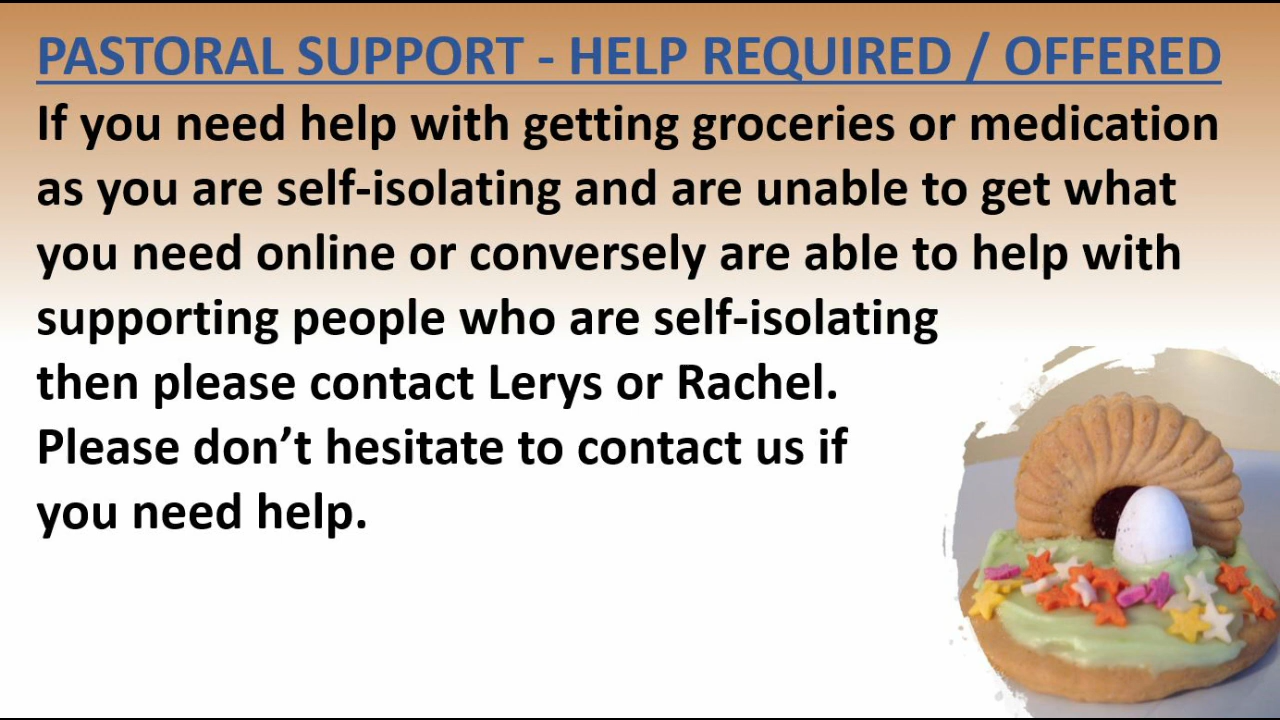 PASTORAL SUPPORT - HELP REQUIRED / OFFERED
If you need help with getting groceries or medication
as you are self-isolating and are unable to get what
you need online or conversely are able to help with
supporting people who are self-isolating
then please contact Lerys or Rachel.
Please don’t hesitate to contact us if
you need help.